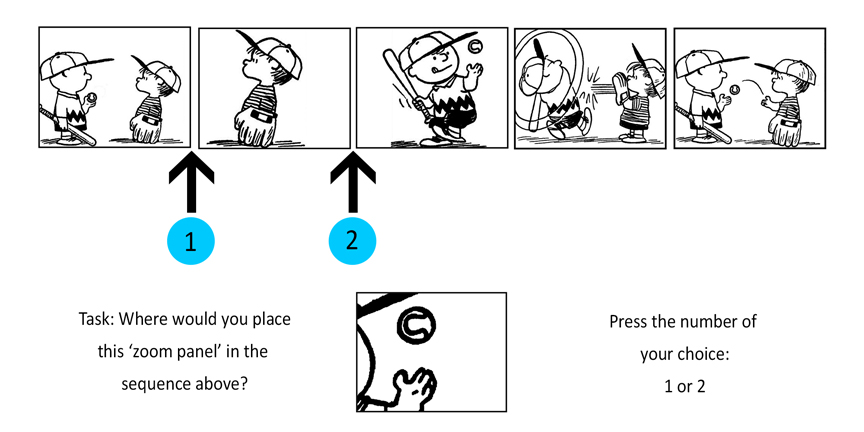 1
2
Task: Where would you place
this ‘zoom panel’ in the
sequence above?
Press the number of
your choice:
1 or 2